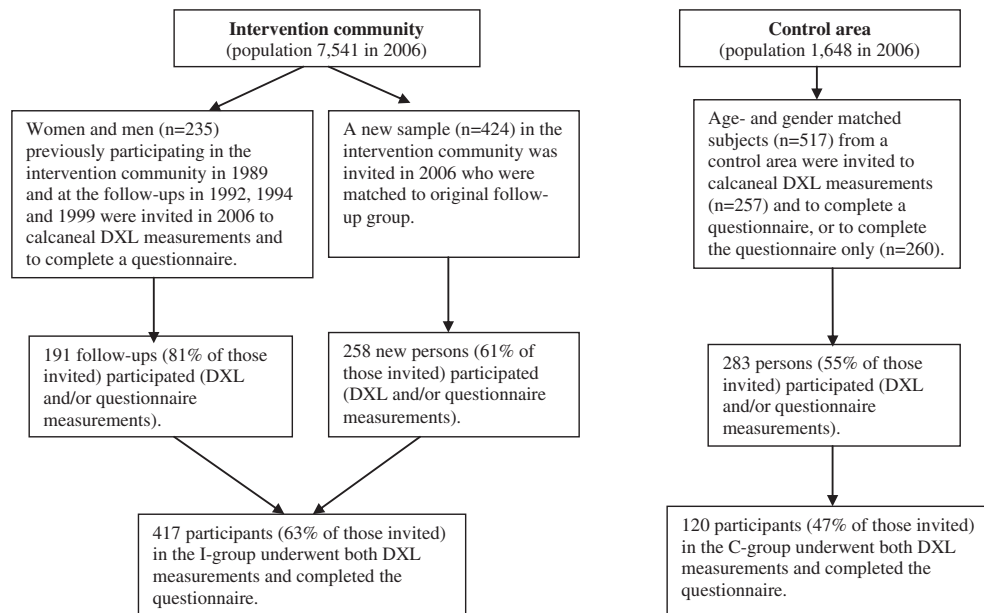 Intervention community
(population 7,541 in 2006)
Control area
(population 1,648 in 2006)
Women and men (n=235)
previously participating in the
intervention community in 1989
and at the follow-ups in 1992, 1994
and 1999 were invited in 2006 to
calcaneal DXL measurements and
to complete a questionnaire.
A new sample (n=424) in the
intervention community was
invited in 2006 who were
matched to original follow-
up group.
Age- and gender matched
subjects (n=517) from a
control area were invited to
calcaneal DXL measurements
(n=257) and to complete a
questionnaire, or to complete
the questionnaire only (n=260).
191 follow-ups (81% of those
invited) participated (DXL
and/or questionnaire
measurements).
258 new persons (61% of
those invited) participated
(DXL and/or questionnaire
measurements).
283 persons (55% of those
invited) participated (DXL
and/or questionnaire
measurements).
417 participants (63% of those invited)
in the I-group underwent both DXL
measurements and completed the
questionnaire.
120 participants (47% of those invited)
in the C-group underwent both DXL
measurements and completed the
questionnaire.